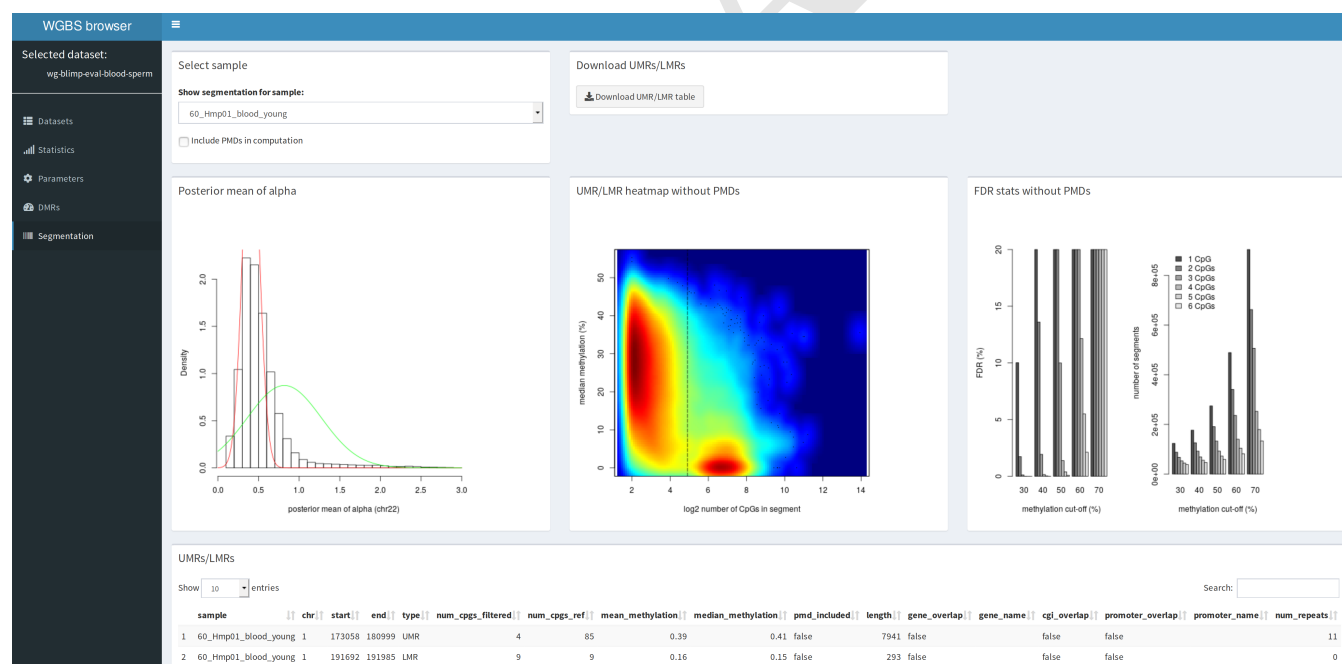 WGBS browser
Selected dataset:
wg-blimp-eval-blood-sperm
Datasets
Statistics
Parameters
DMRs
Segmentation
Select sample
Show segmentation for sample:
60_Hmp01_blood_young
Include PMDs in computation
Download UMRs/LMRs
Download UMR/LMR table
Posterior mean of alpha
Density
0.0 0.5 1.0 1.5 2.0
0.0 0.5 1.0 1.5 2.0 2.5 3.0
posterior mean of alpha (chr22)
UMR/LMR heatmap without PMDs
median methylation (%)
0 10 20 30 40 50
2 4 6 8 10 12 14
log2 number of CpGs in segment
FDR stats without PMDs
FDR (%)
0 5 10 15 20
30 40 50 60 70
methylation cut-off (%)
number of segments
0e+00 2e+05 4e+05 6e+05 8e+05
1 CpG
2 CpGs
3 CpGs
4 CpGs
5 CpGs
6 CpGs
30 40 50 60 70
methylation cut-off (%)
UMRs/LMRs
Show 10 entries
Search:
sample chr start end type num_cpgs_filtered num_cpgs_ref mean_methylation median_methylation pmd_included length gene_overlap gene_name cgi_overlap promoter_overlap promoter_name num_repeats
1 60_Hmp01_blood_young 1 173058 180999 UMR 4 85 0.39 0.41 false 7941 false false false 11
2 60_Hmp01_blood_young 1 191692 191985 LMR 9 9 0.16 0.15 false 293 false false false 0